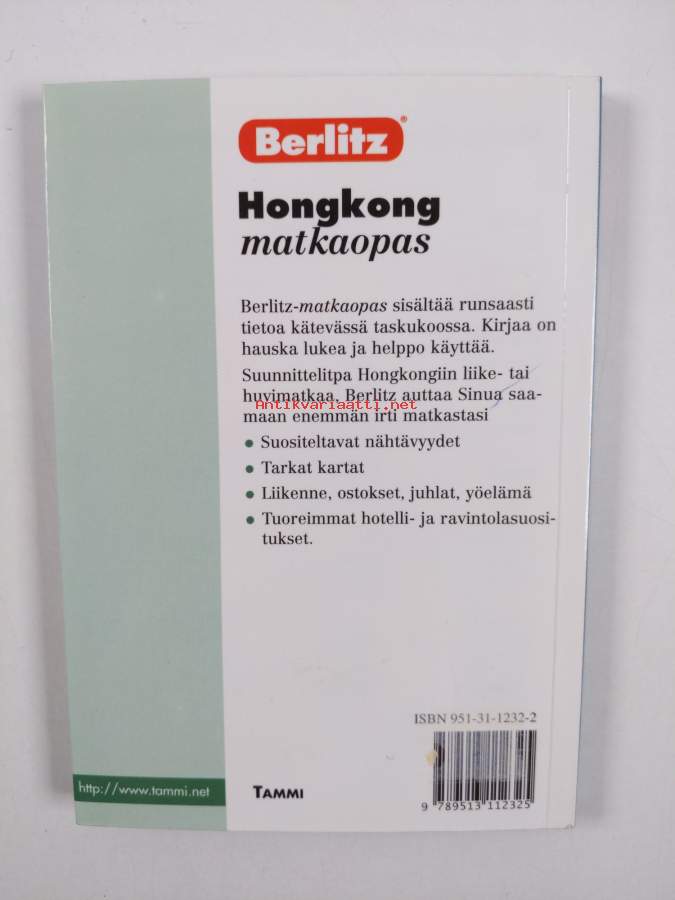 Berlitz®
Hongkong
matkaopas
Berlitz-matkaopas sisältää runsaasti
tietoa kätevässä taskukoossa. Kirjaa on
hauska lukea ja helppo käyttää.
Suunnittelitpa Hongkongiin liike- tai
huvimatkaa, Berlitz auttaa Sinua saa-
Antikvariaatti.net
maan enemmän irti matkastasi
• Suositeltavat nähtävyydet
• Tarkat kartat
• Liikenne, ostokset, juhlat, yöelämä
• Tuoreimmat hotelli- ja ravintolasuosi-
tukset.
ISBN 951-31-1232-2
http://www.tammi.net
TAMMI
9 789513 112325